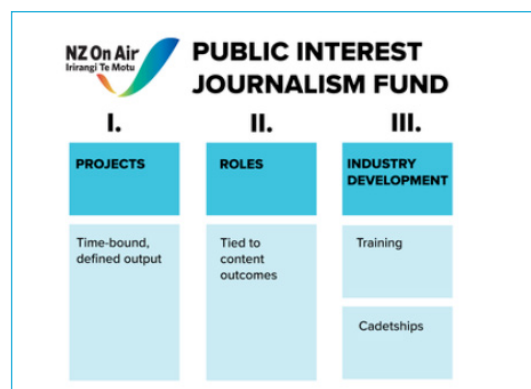 NZ On Air
Irirangi Te Motu
PUBLIC INTEREST
JOURNALISM FUND
I.
II.
III.
PROJECTS
ROLES
INDUSTRY
DEVELOPMENT
Time-bound,
defined output
Tied to
content
outcomes
Training
Cadetships